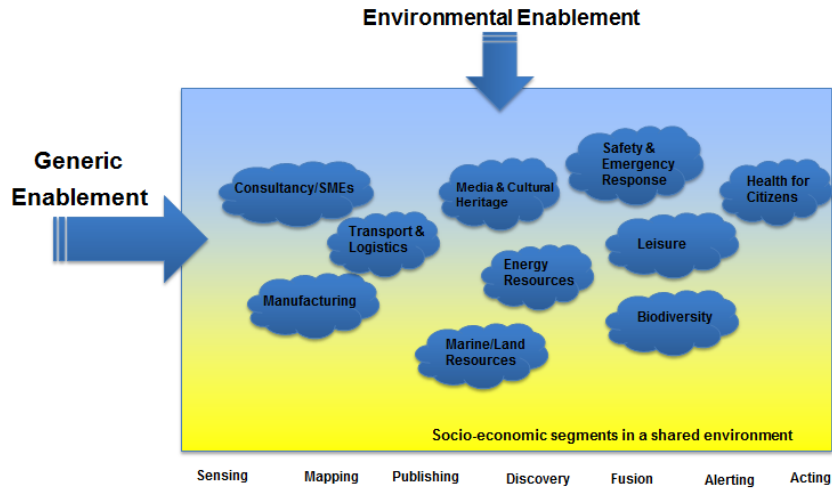 Environmental Enablement
Generic
Enablement
Consultancy/SMEs
Transport &
Logistics
Manufacturing
Media & Cultural
Heritage
Energy
Resources
Marine/Land
Resources
Safety &
Emergency
Response
Leisure
Biodiversity
Health for
Citizens
Socio-economic segments in a shared environment
Sensing Mapping Publishing Discovery Fusion Alerting Acting